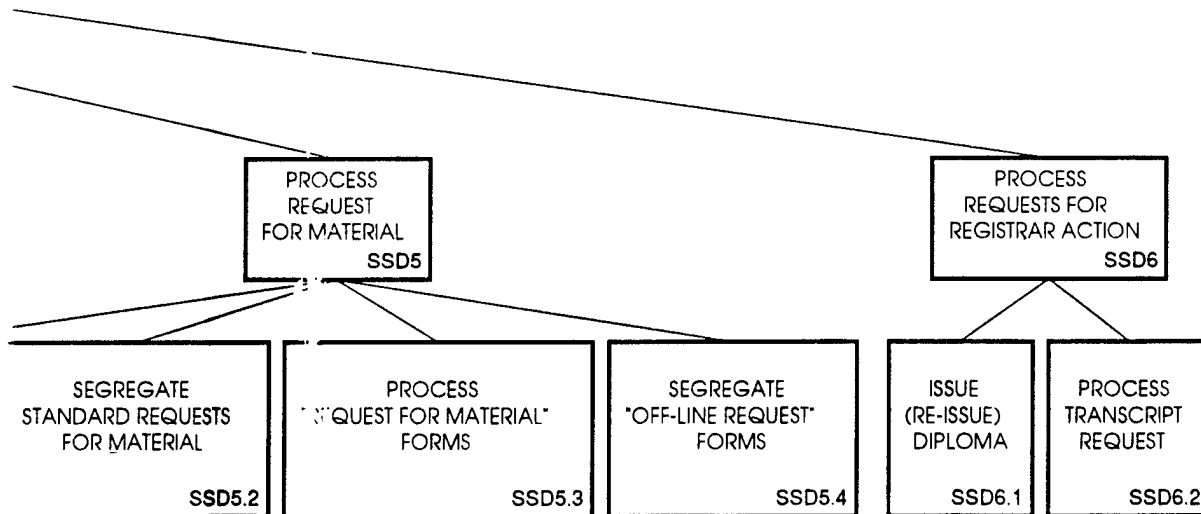 PROCESS
REQUEST
FOR MATERIAL
SSD5
PROCESS
REQUESTS FOR
REGISTRAR ACTION
SSD6
SEGREGATE
STANDARD REQUESTS
FOR MATERIAL
SSD5.2
PROCESS
FOR MATERIAL"
FORMS
SSD5.3
SEGREGATE
"OFF-LINE REQUEST"
FORMS
SSD5.4
ISSUE
(RE-ISSUE)
DIPLOMA
SSD6.1
PROCESS
TRANSCRIPT
REQUEST
SSD6.2